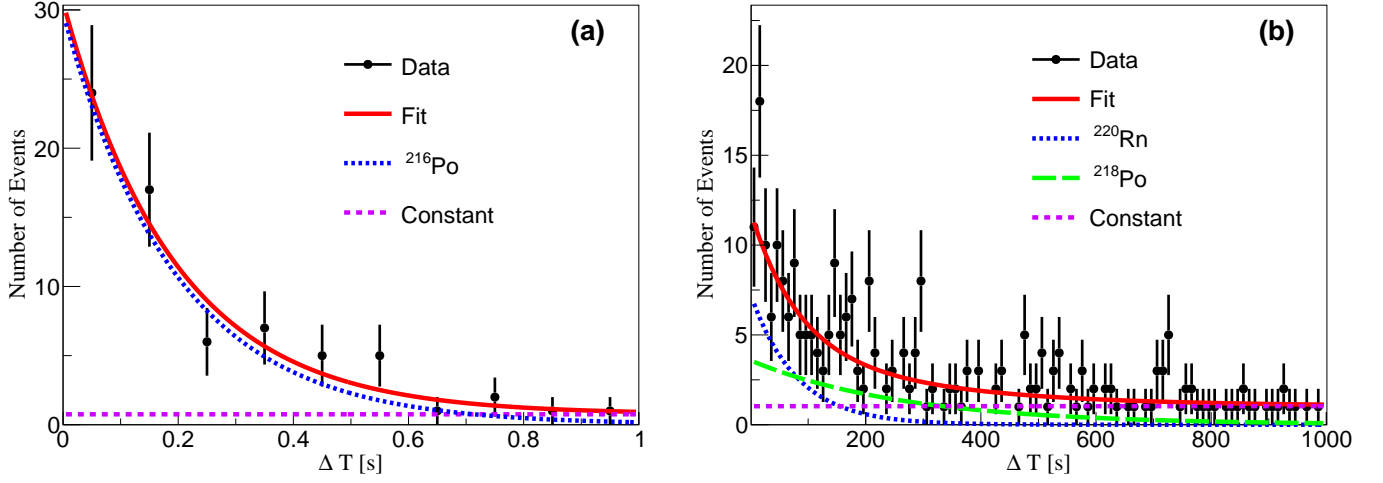 (a)
Number of Events
30
20
10
0
Data
Fit
²¹⁶Po
Constant
0 0.2 0.4 0.6 0.8 1
Δ T [s]
(b)
Number of Events
20
15
10
5
0
Data
Fit
²²⁰Rn
²¹⁸Po
Constant
200 400 600 800 1000
Δ T [s]